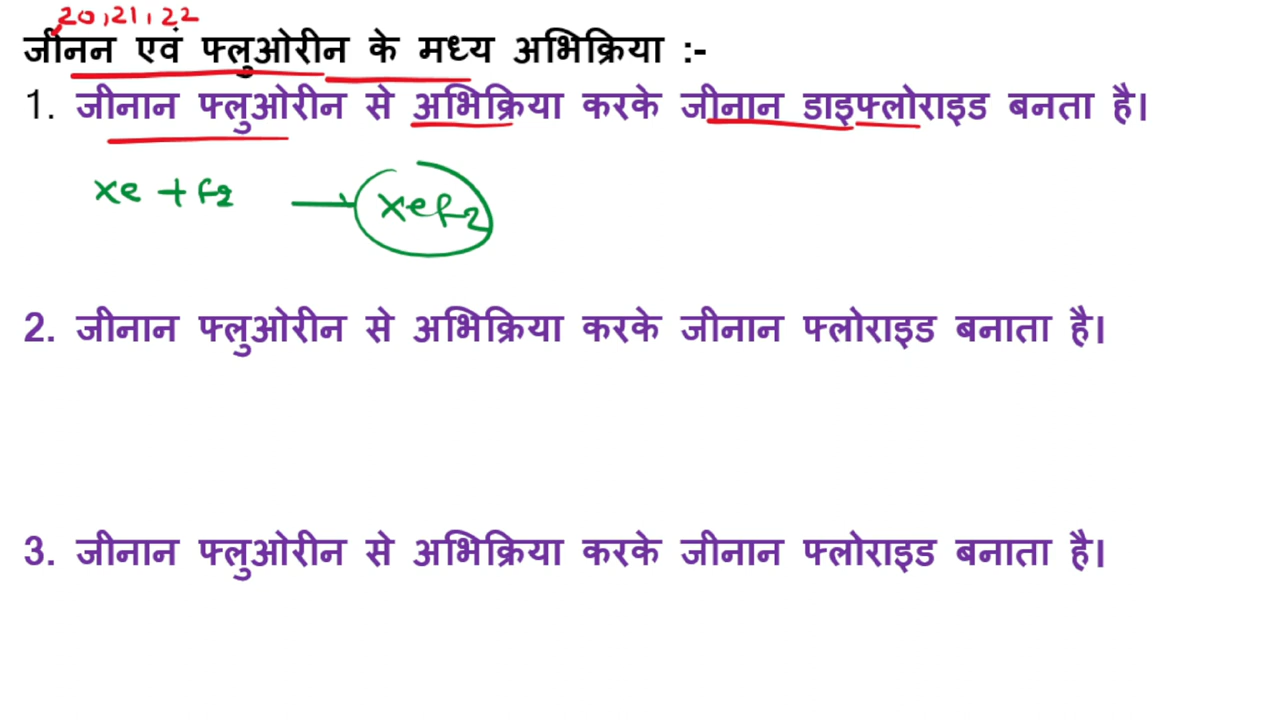 20,21,22
जीनन एवं फ्लुओरीन के मध्य अभिक्रिया :-
1. जीनान फ्लुओरीन से अभिक्रिया करके जीनान डाइफ्लोराइड बनता है।
xe + F2 → xeF2
2. जीनान फ्लुओरीन से अभिक्रिया करके जीनान फ्लोराइड बनाता है।
3. जीनान फ्लुओरीन से अभिक्रिया करके जीनान फ्लोराइड बनाता है।